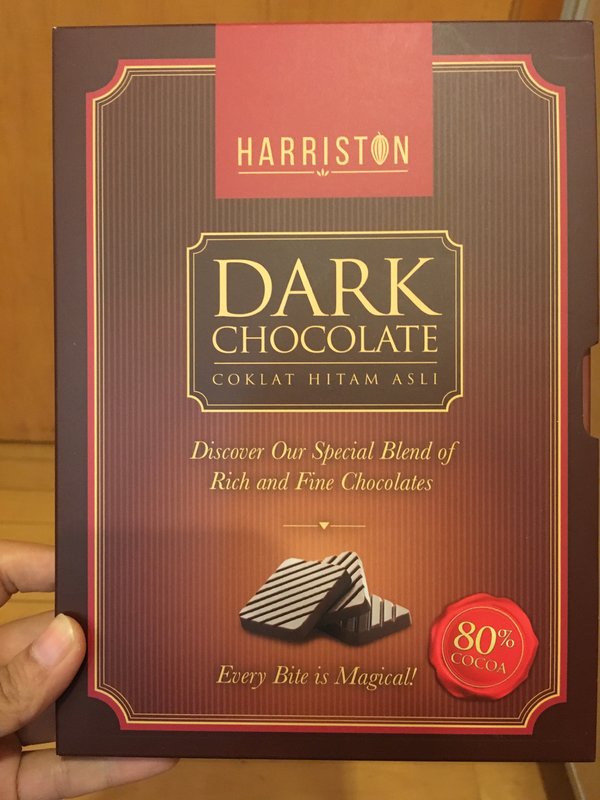 HARRISTON
DARK
CHOCOLATE
COKLAT HITAM ASLI
Discover Our Special Blend of
Rich and Fine Chocolates
80%
COCOA
Every Bite is Magical!